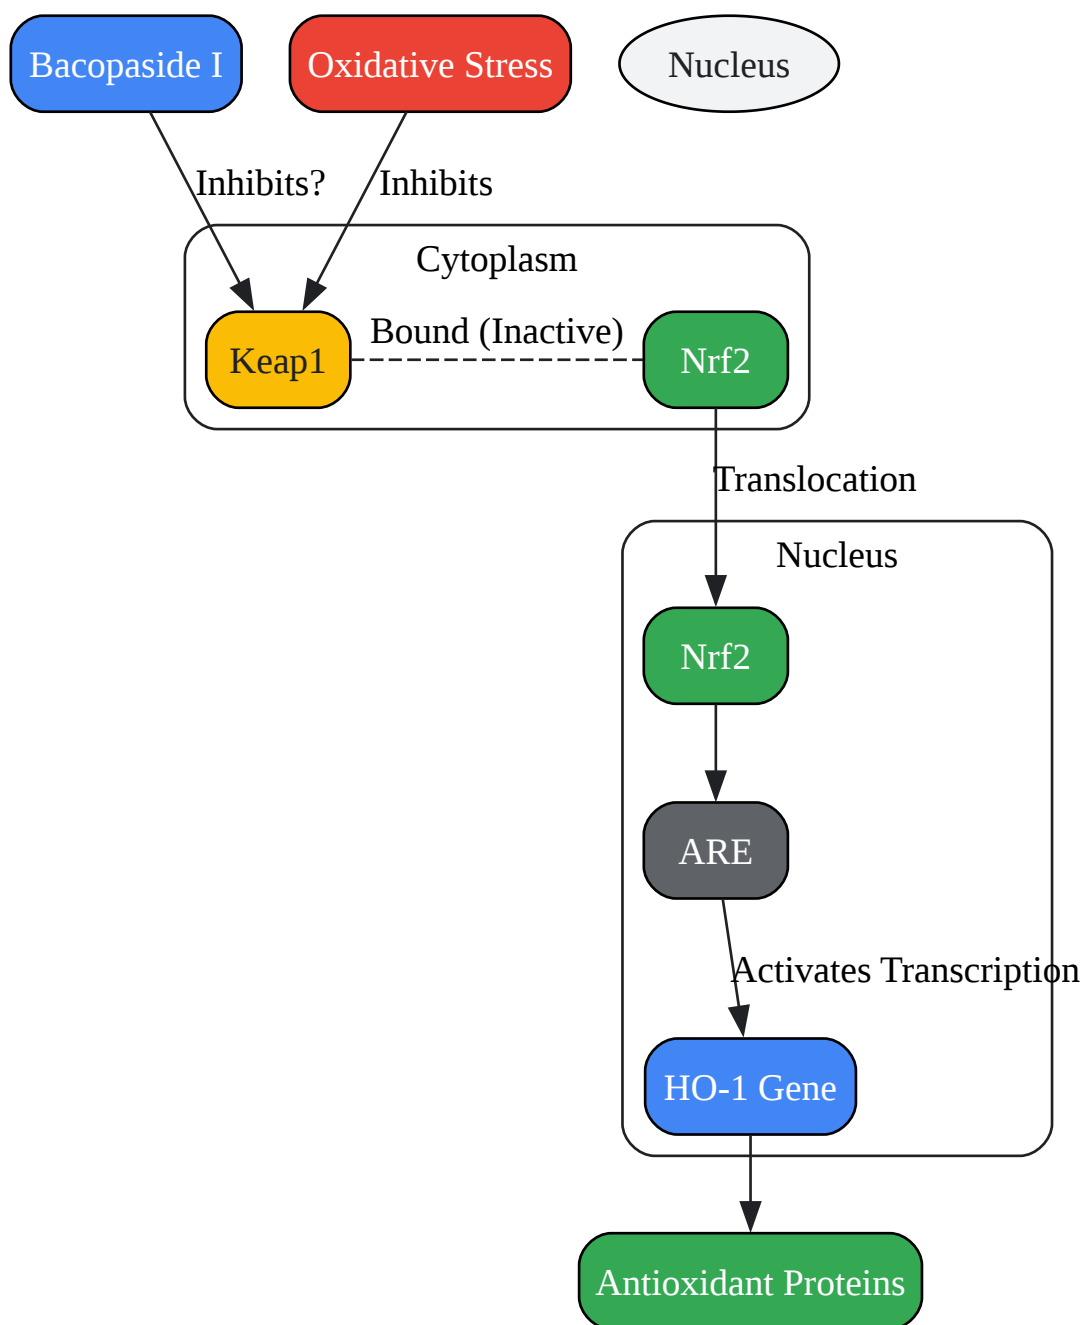 Bacopaside I
Oxidative Stress
Nucleus
Inhibits?
Inhibits
Cytoplasm
Bound (Inactive)
Keap1
Nrf2
Translocation
Nucleus
Nrf2
ARE
Activates Transcription
HO-1 Gene
Antioxidant Proteins